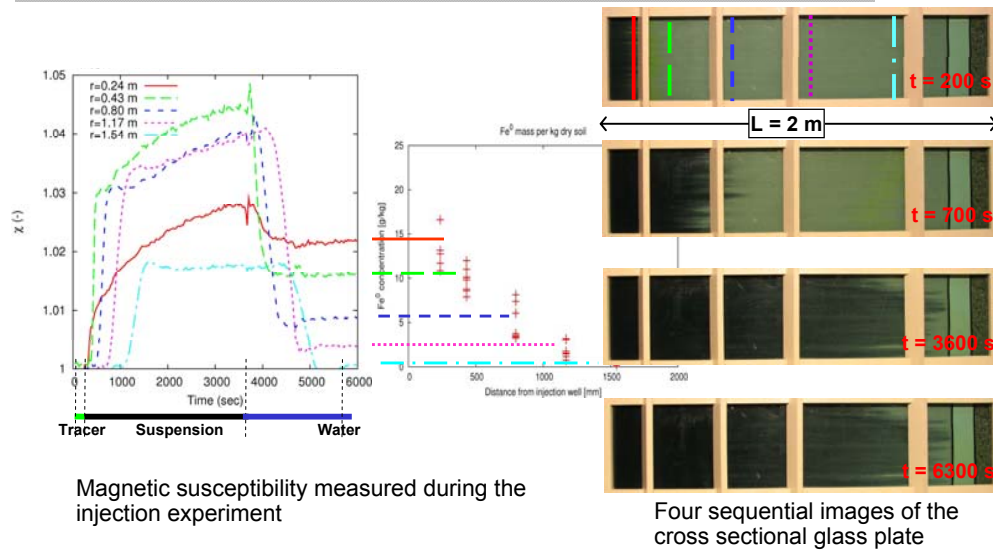 1.05
1.04
1.03
1.02
1.01
1
χ (-)
r=0.24 m
r=0.43 m
r=0.80 m
r=1.17 m
r=1.54 m
0 1000 2000 3000 4000 5000 6000
Time (sec)
Tracer Suspension Water
Magnetic susceptibility measured during the
injection experiment
Fe⁰ mass per kg dry soil
25
20
15
10
5
0
Fe⁰ concentration [g/kg]
0 500 1000 1500 2000
Distance from injection well [mm]
t = 200 s
L = 2 m
t = 700 s
t = 3600 s
t = 6300 s
Four sequential images of the
cross sectional glass plate